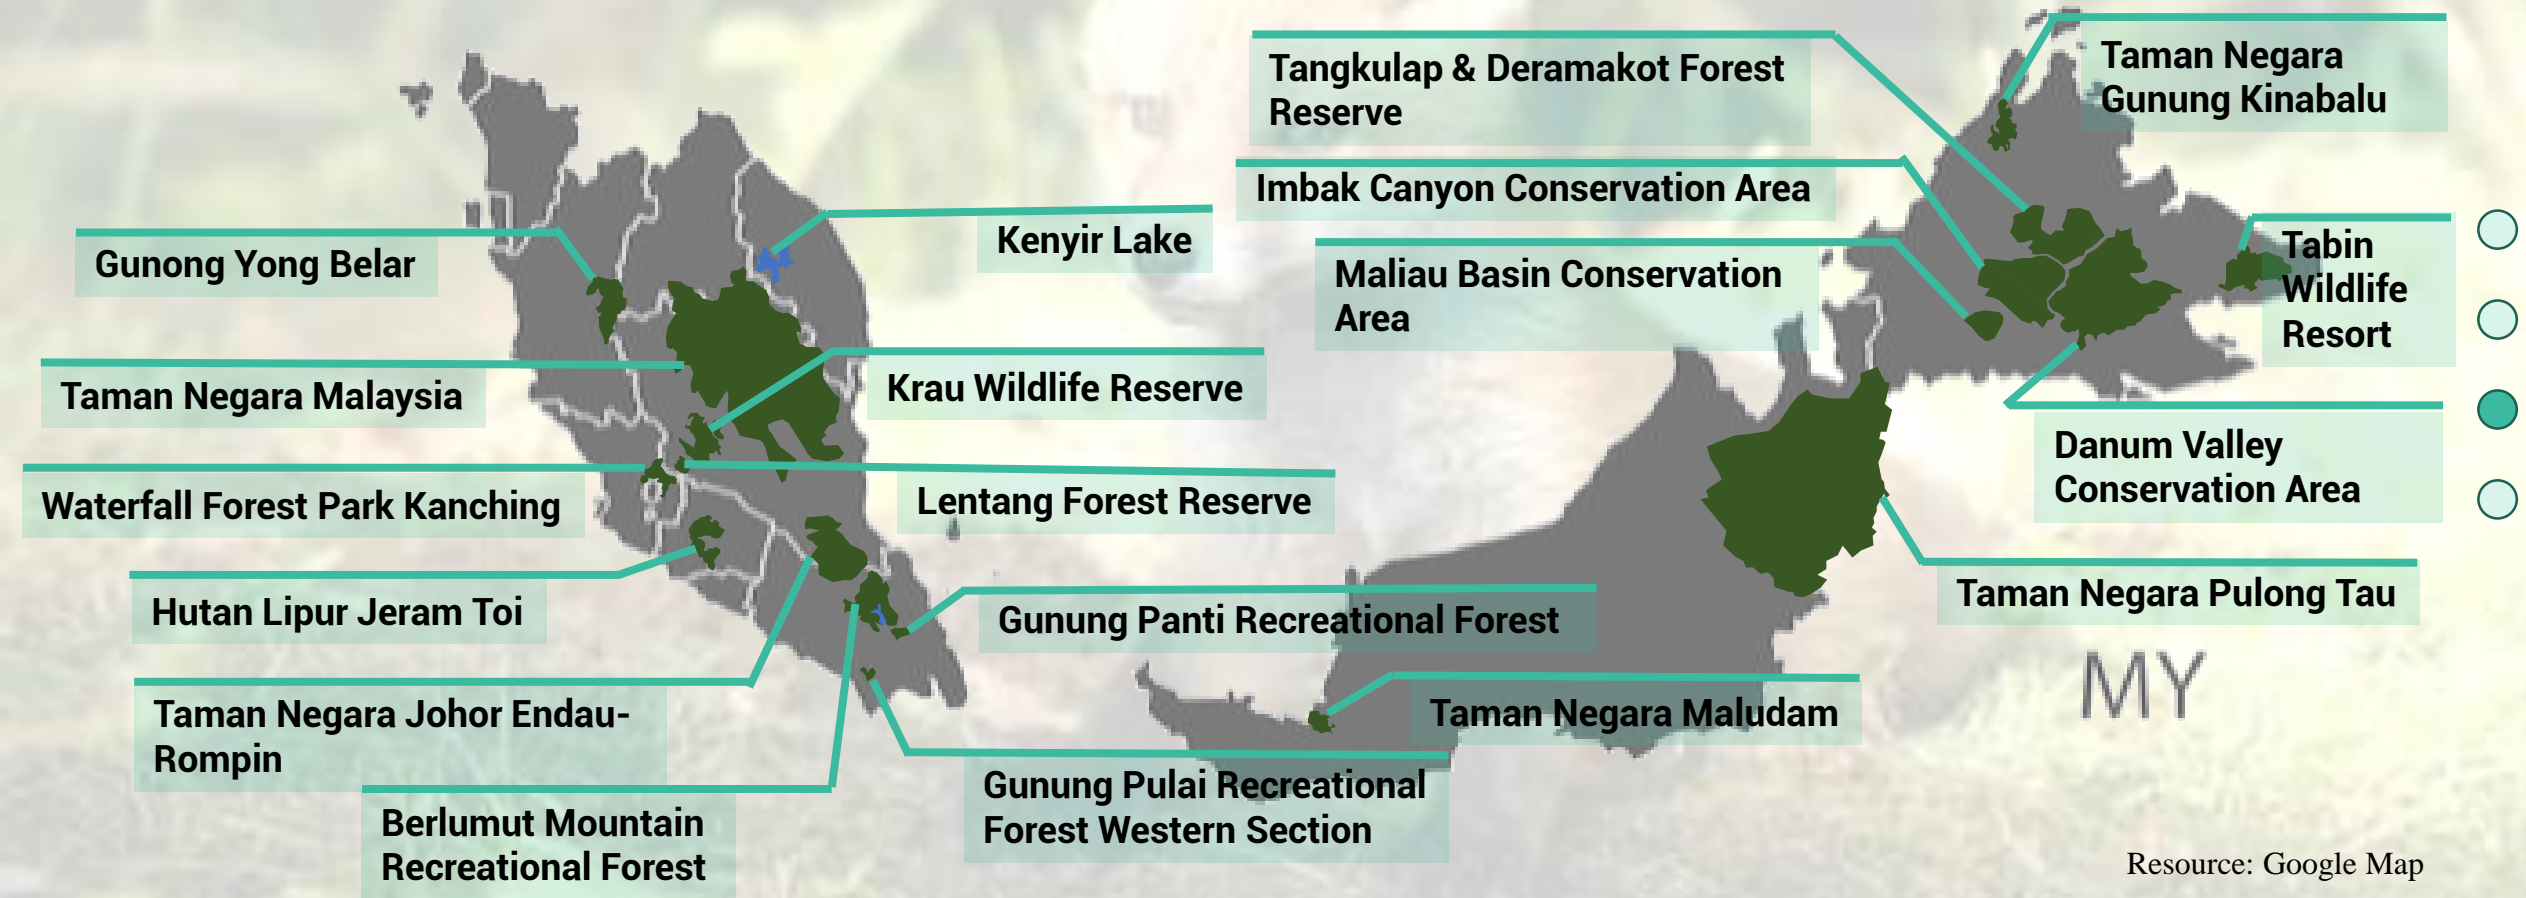 Gunong Yong Belar
Taman Negara Malaysia
Waterfall Forest Park Kanching
Hutan Lipur Jeram Toi
Taman Negara Johor Endau-
Rompin
Berlumut Mountain
Recreational Forest
Kenyir Lake
Krau Wildlife Reserve
Lentang Forest Reserve
Gunung Panti Recreational Forest
Gunung Pulai Recreational
Forest Western Section
Tangkulap & Deramakot Forest
Reserve
Imbak Canyon Conservation Area
Maliau Basin Conservation
Area
Taman Negara
Gunung Kinabalu
Tabin
Wildlife
Resort
Danum Valley
Conservation Area
Taman Negara Pulong Tau
Taman Negara Maludam
MY
Resource: Google Map